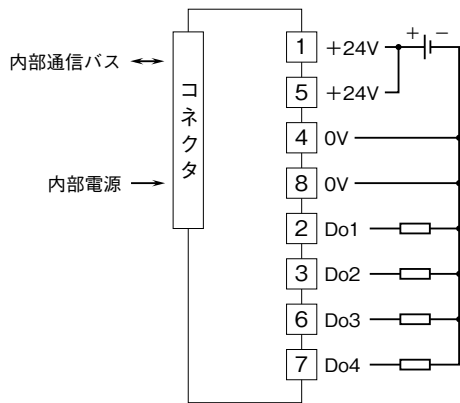 内部通信バス
内部電源
コネクタ
1 +24V + −
5 +24V
4 0V
8 0V
2 Do1
3 Do2
6 Do3
7 Do4